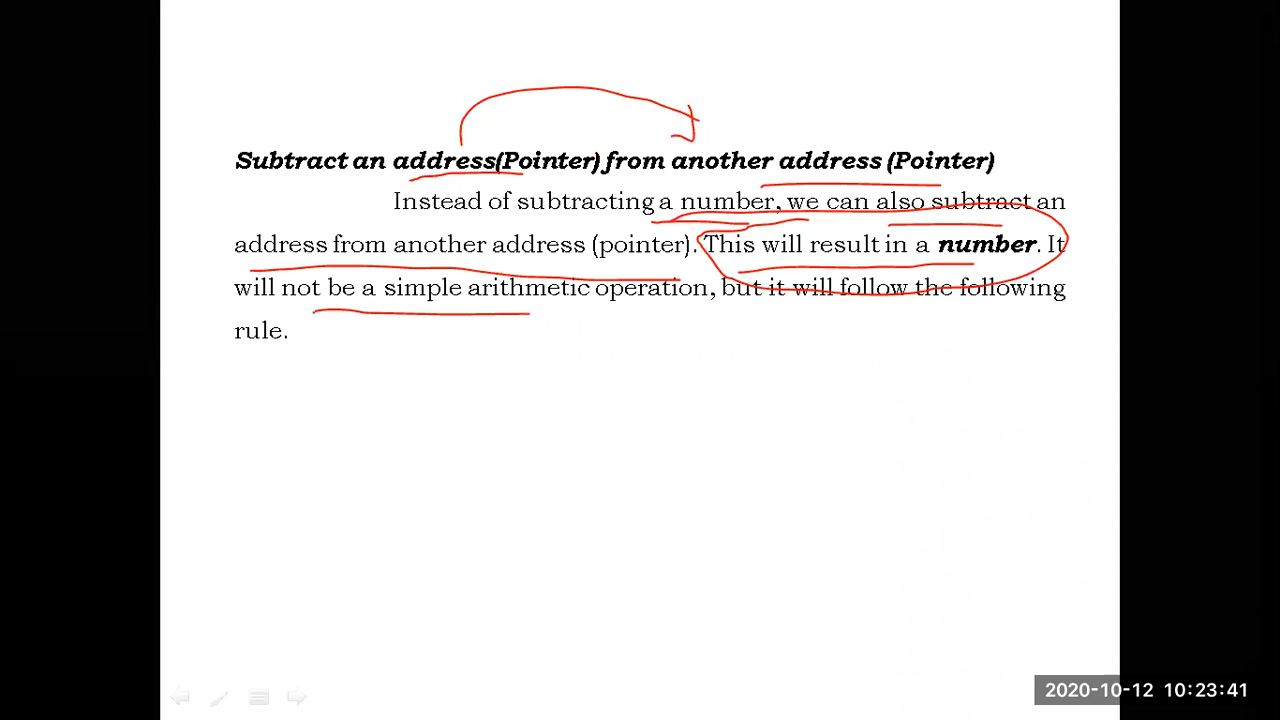 Subtract an address(Pointer) from another address (Pointer)
Instead of subtracting a number, we can also subtract an
address from another address (pointer). This will result in a number. It
will not be a simple arithmetic operation, but it will follow the following
rule.
2020-10-12 10:23:41